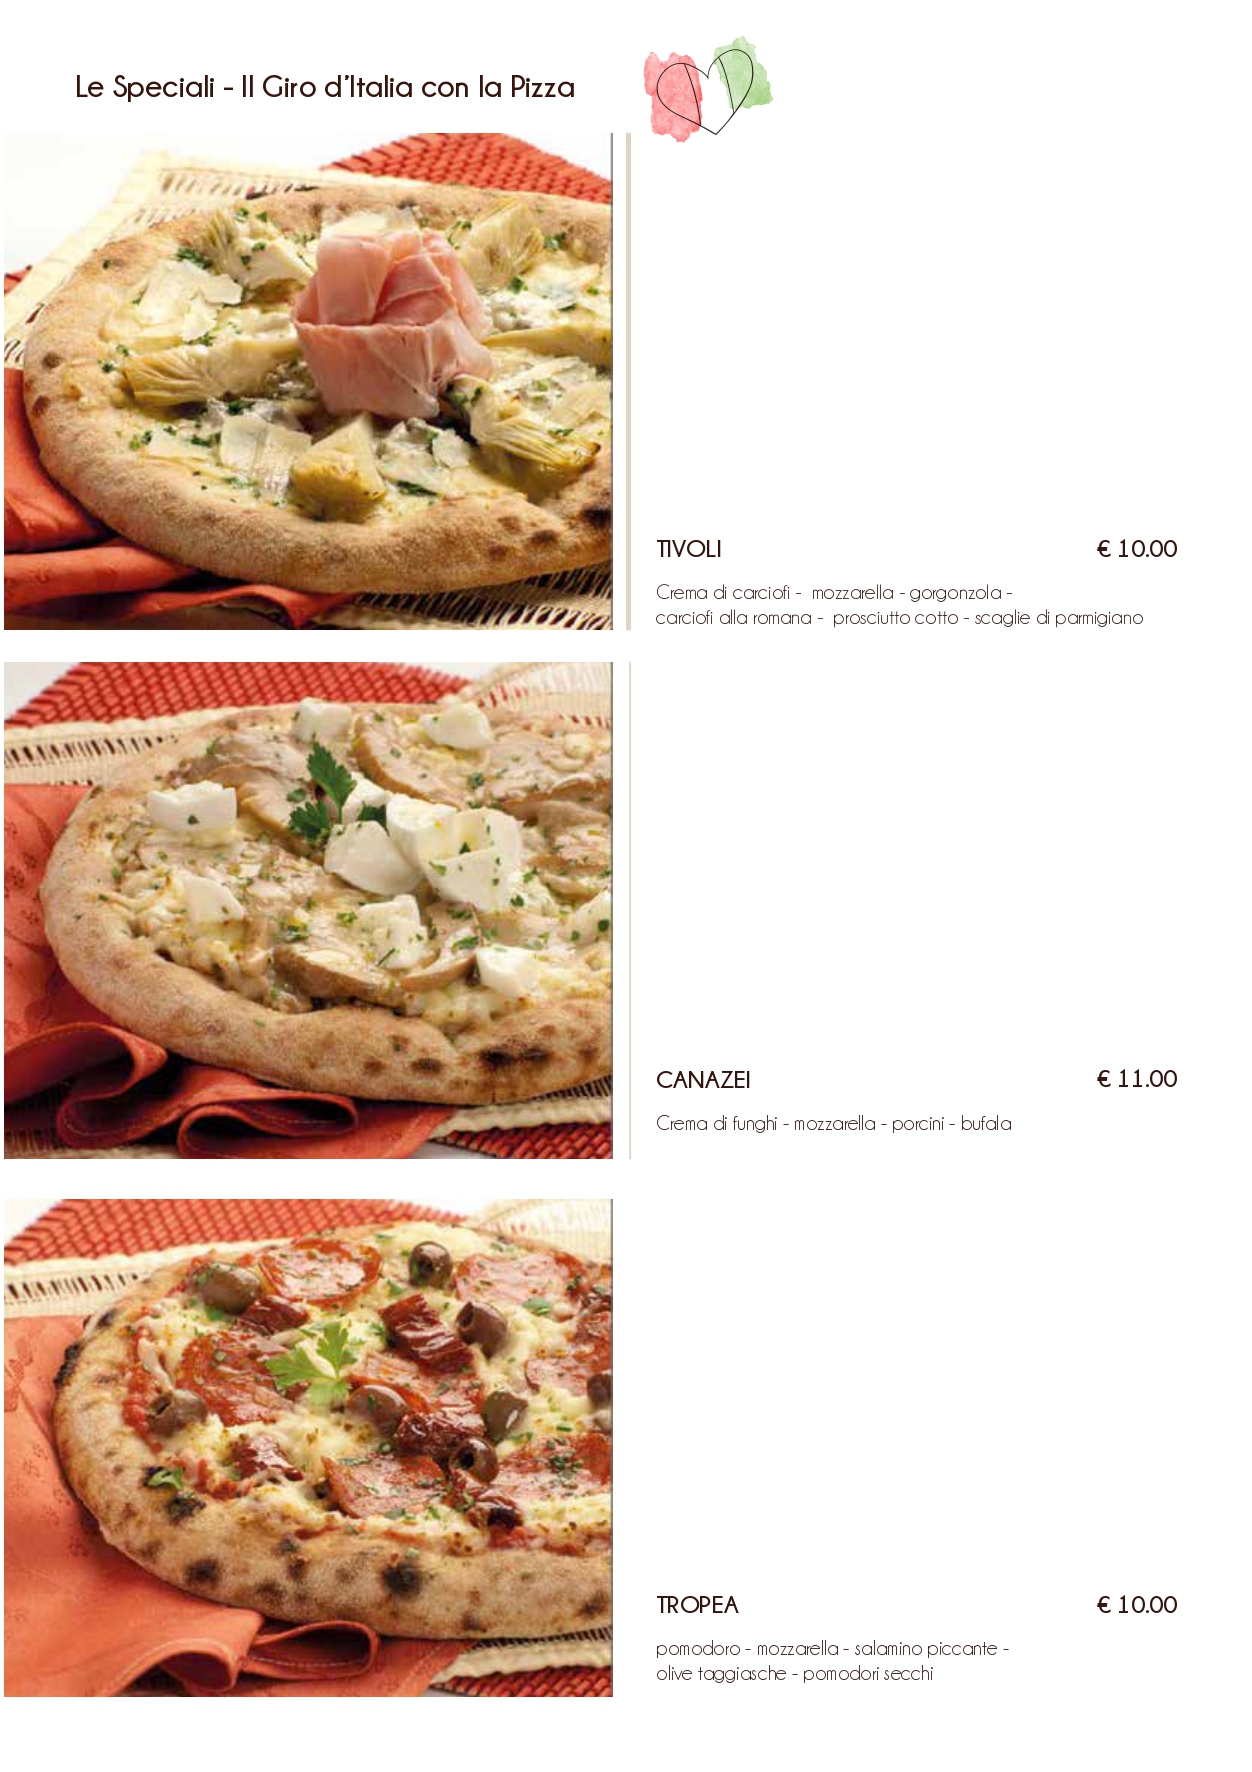 Le Speciali - Il Giro d'Italia con la Pizza
TIVOLI € 10.00
Crema di carciofi - mozzarella - gorgonzola -
carciofi alla romana - prosciutto cotto - scaglie di parmigiano
CANAZEI € 11.00
Crema di funghi - mozzarella - porcini - bufala
TROPEA € 10.00
pomodoro - mozzarella - salamino piccante -
olive taggiasche - pomodori secchi